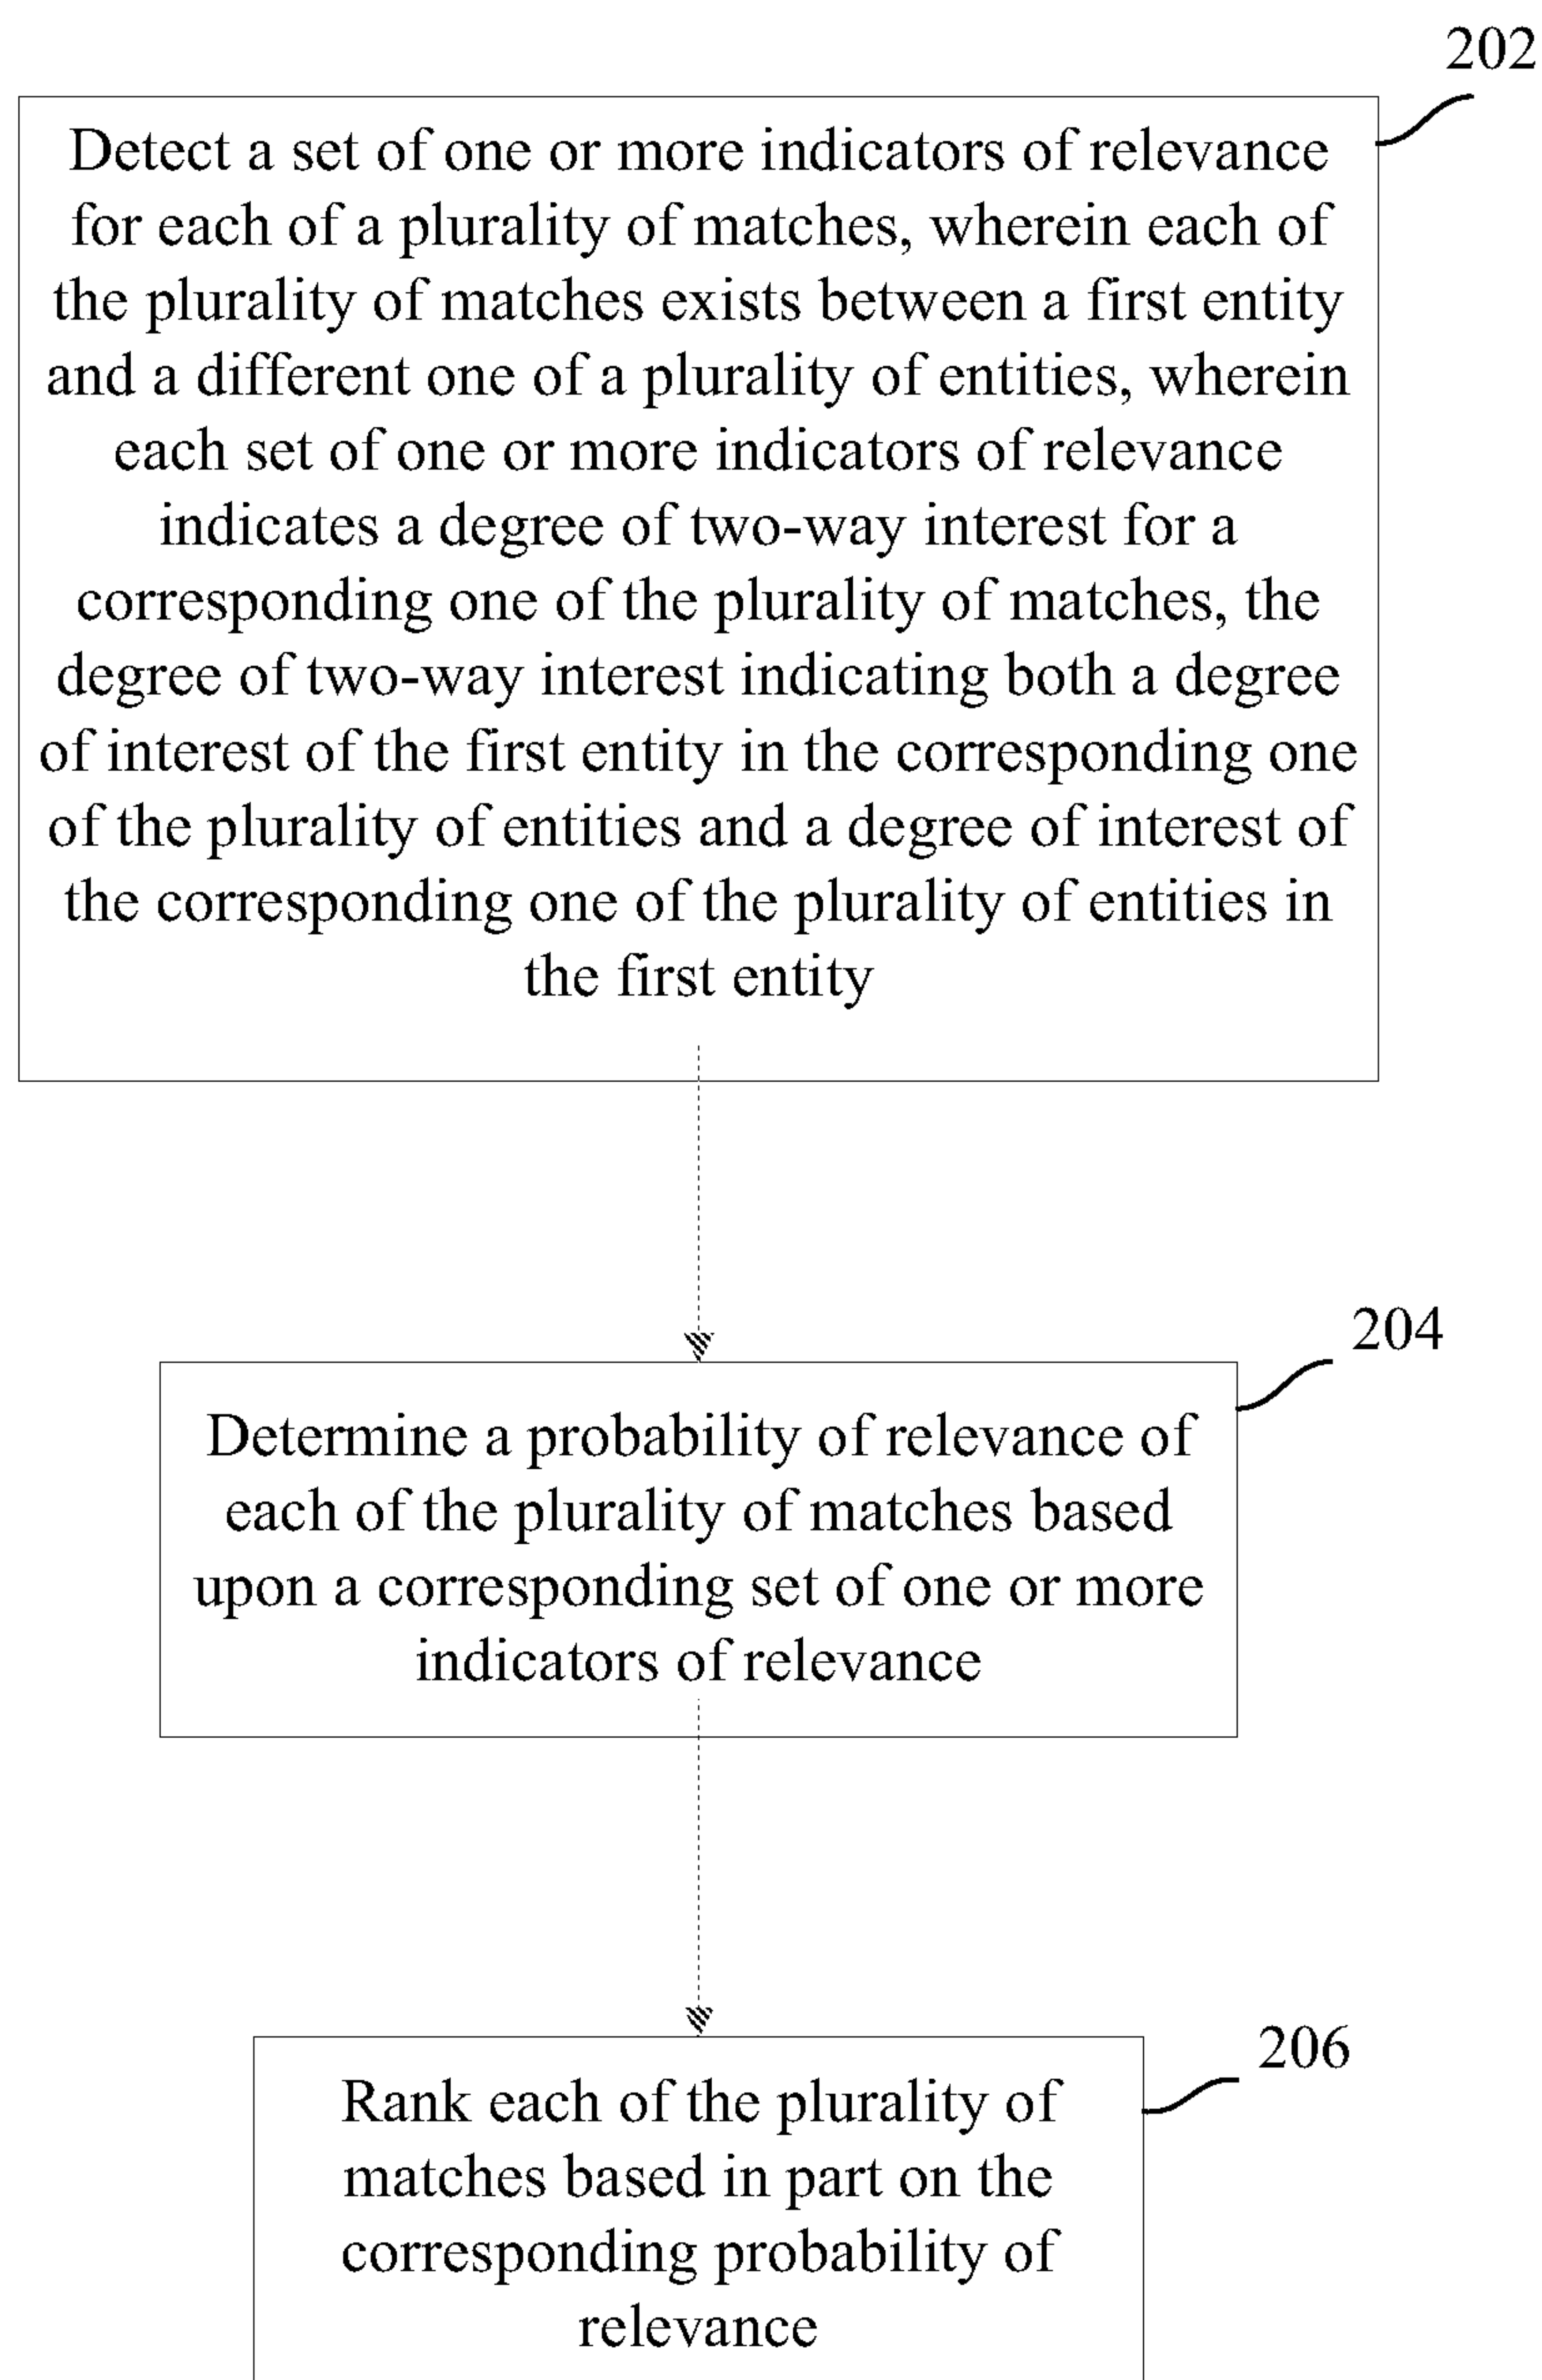 202
Detect a set of one or more indicators of relevance
for each of a plurality of matches, wherein each of
the plurality of matches exists between a first entity
and a different one of a plurality of entities, wherein
each set of one or more indicators of relevance
indicates a degree of two-way interest for a
corresponding one of the plurality of matches, the
degree of two-way interest indicating both a degree
of interest of the first entity in the corresponding one
of the plurality of entities and a degree of interest of
the corresponding one of the plurality of entities in
the first entity
204
Determine a probability of relevance of
each of the plurality of matches based
upon a corresponding set of one or more
indicators of relevance
206
Rank each of the plurality of
matches based in part on the
corresponding probability of
relevance